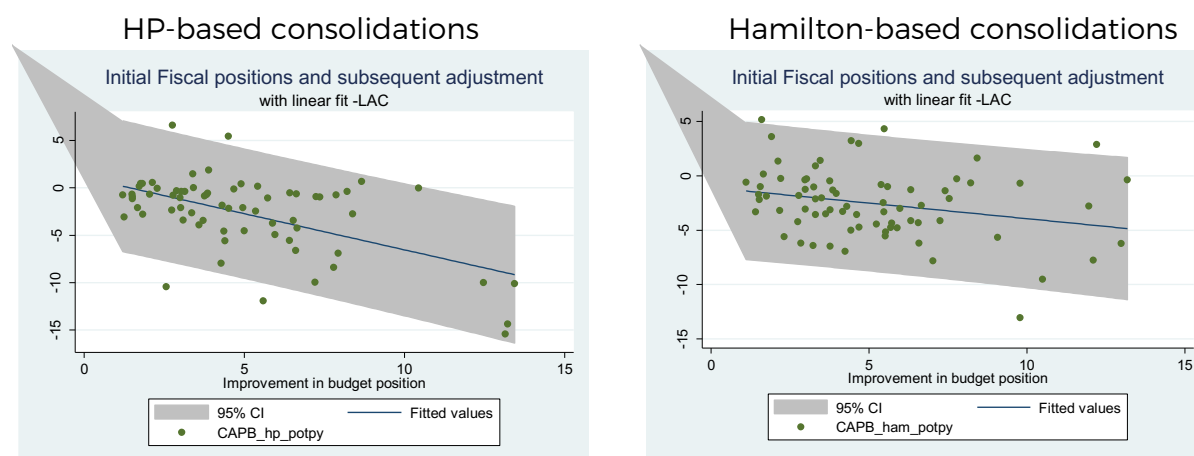 HP-based consolidations
Initial Fiscal positions and subsequent adjustment
with linear fit -LAC
5
0
-5
-10
-15
0 5 10 15
Improvement in budget position
95% CI Fitted values
CAPB_hp_potpy
Hamilton-based consolidations
Initial Fiscal positions and subsequent adjustment
with linear fit -LAC
5
0
-5
-10
-15
0 5 10 15
Improvement in budget position
95% CI Fitted values
CAPB_ham_potpy